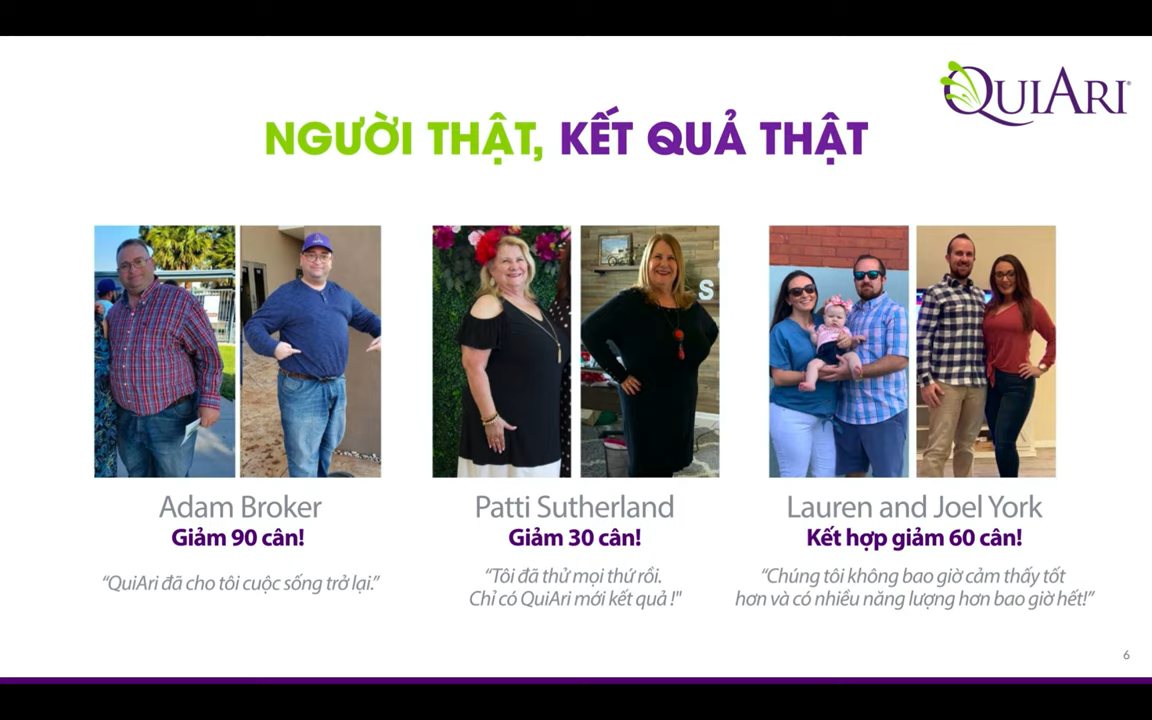 QUIARI®
NGƯỜI THẬT, KẾT QUẢ THẬT
Adam Broker
Giảm 90 cân!
“QuiAri đã cho tôi cuộc sống trở lại.”
Patti Sutherland
Giảm 30 cân!
“Tôi đã thử mọi thứ rồi.
Chỉ có QuiAri mới kết quả !"
Lauren and Joel York
Kết hợp giảm 60 cân!
“Chúng tôi không bao giờ cảm thấy tốt
hơn và có nhiều năng lượng hơn bao giờ hết!”
S
6